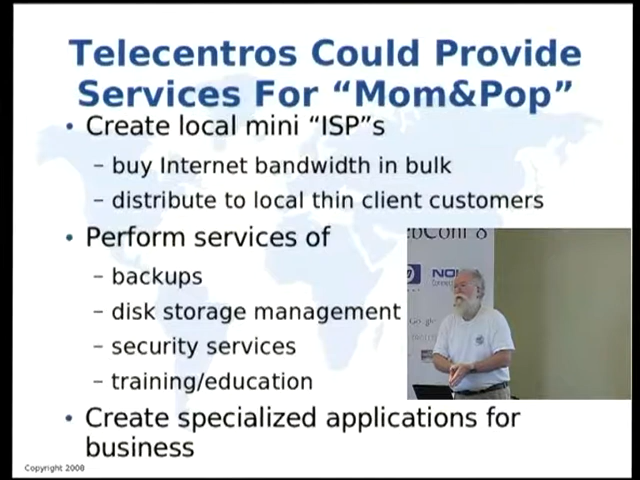 Telecentros Could Provide
Services For “Mom&Pop”
• Create local mini “ISP”s
– buy Internet bandwidth in bulk
– distribute to local thin client customers
• Perform services of
– backups
– disk storage management
– security services
– training/education
• Create specialized applications for
business
Copyright 2008
Google